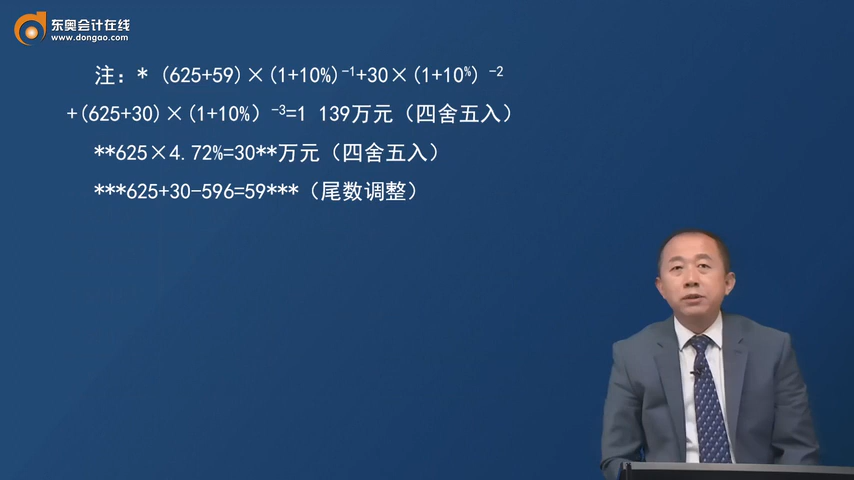 东奥会计在线
www.dongao.com
注：*（625+59)×(1+10%)⁻¹+30×(1+10%）⁻²
+(625+30)×(1+10%）⁻³=1 139万元（四舍五入）
**625×4.72%=30**万元（四舍五入）
***625+30-596=59***（尾数调整）